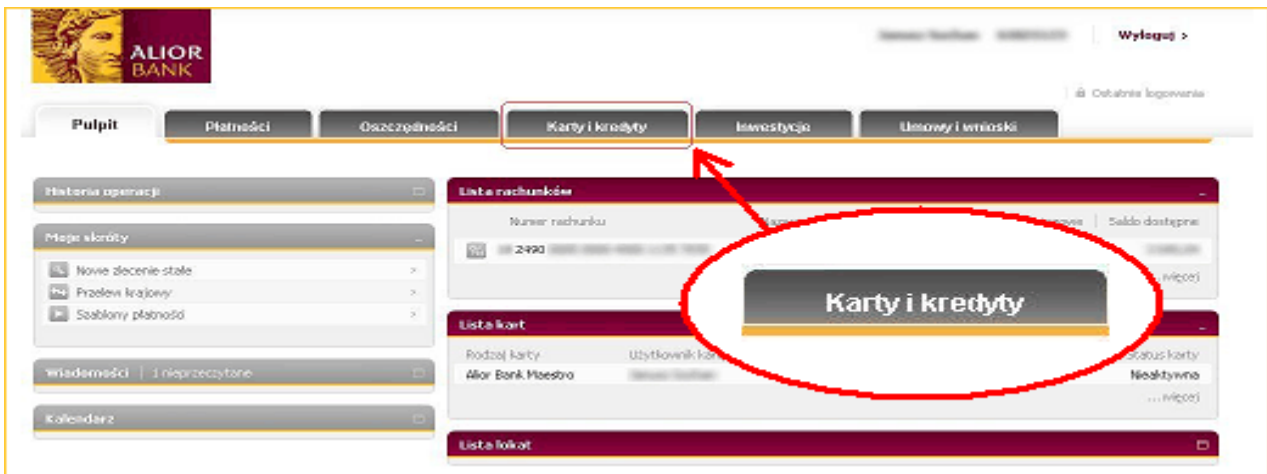 ALIOR
BANK
Wyloguj >
Ostatnie logowania
Pulpit
Płatności
Oszczędności
Karty i kredyty
Inwestycje
Umowy i wnioski
Historia operacji
Moje skróty
Nowe zlecenie stałe >
Przelew krajowy >
Szablony płatności >
Wiadomości | 1 nieprzeczytane
Kalendarz
Lista rachunków
Numer rachunku
Saldo dostępne
2490
...więcej
Karty i kredyty
Lista kart
Rodzaj karty
Użytkownik
Status karty
Alior Bank Maestro
Nieaktywna
...więcej
Lista lokat